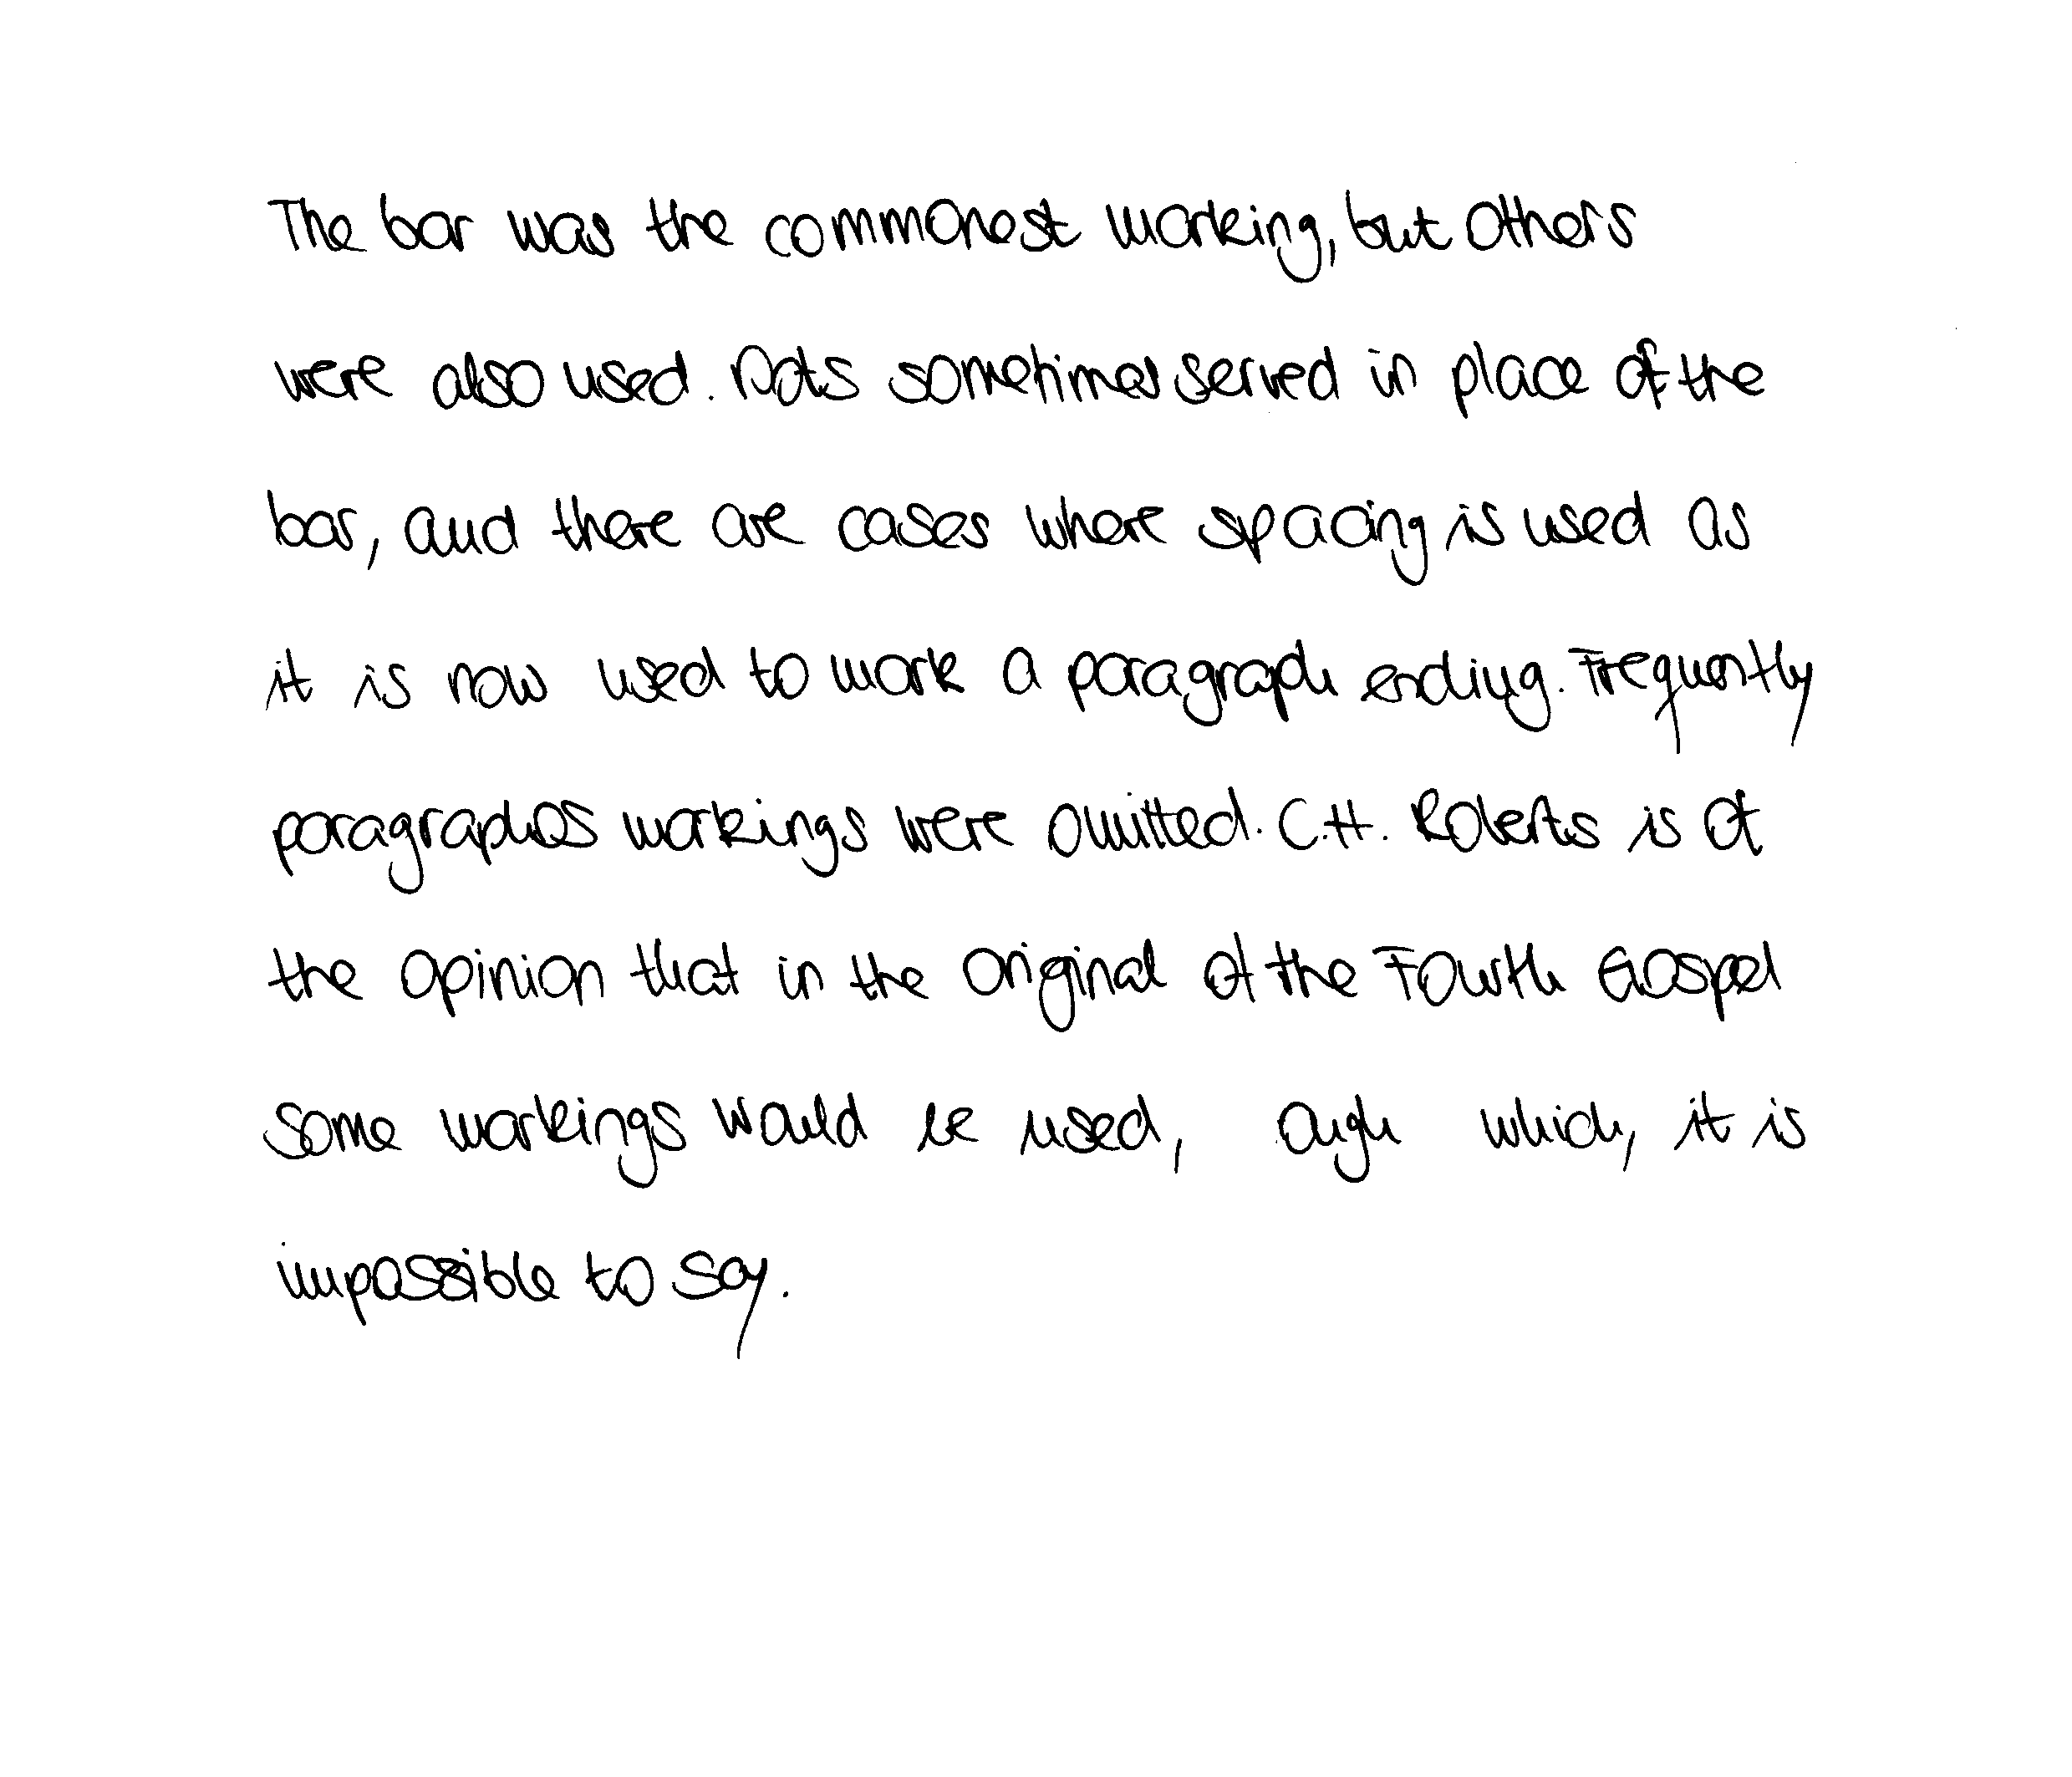 The bar was the commonest marking, but others
were also used. Dots sometimes served in place of the
bar, and there are cases where spacing is used as
it is now used to mark a paragraph ending. Frequently
paragraphos markings were omitted. C.H. Roberts is of
the opinion that in the original of the Fourth Gospel
some markings would be used, which, it is
impossible to say.